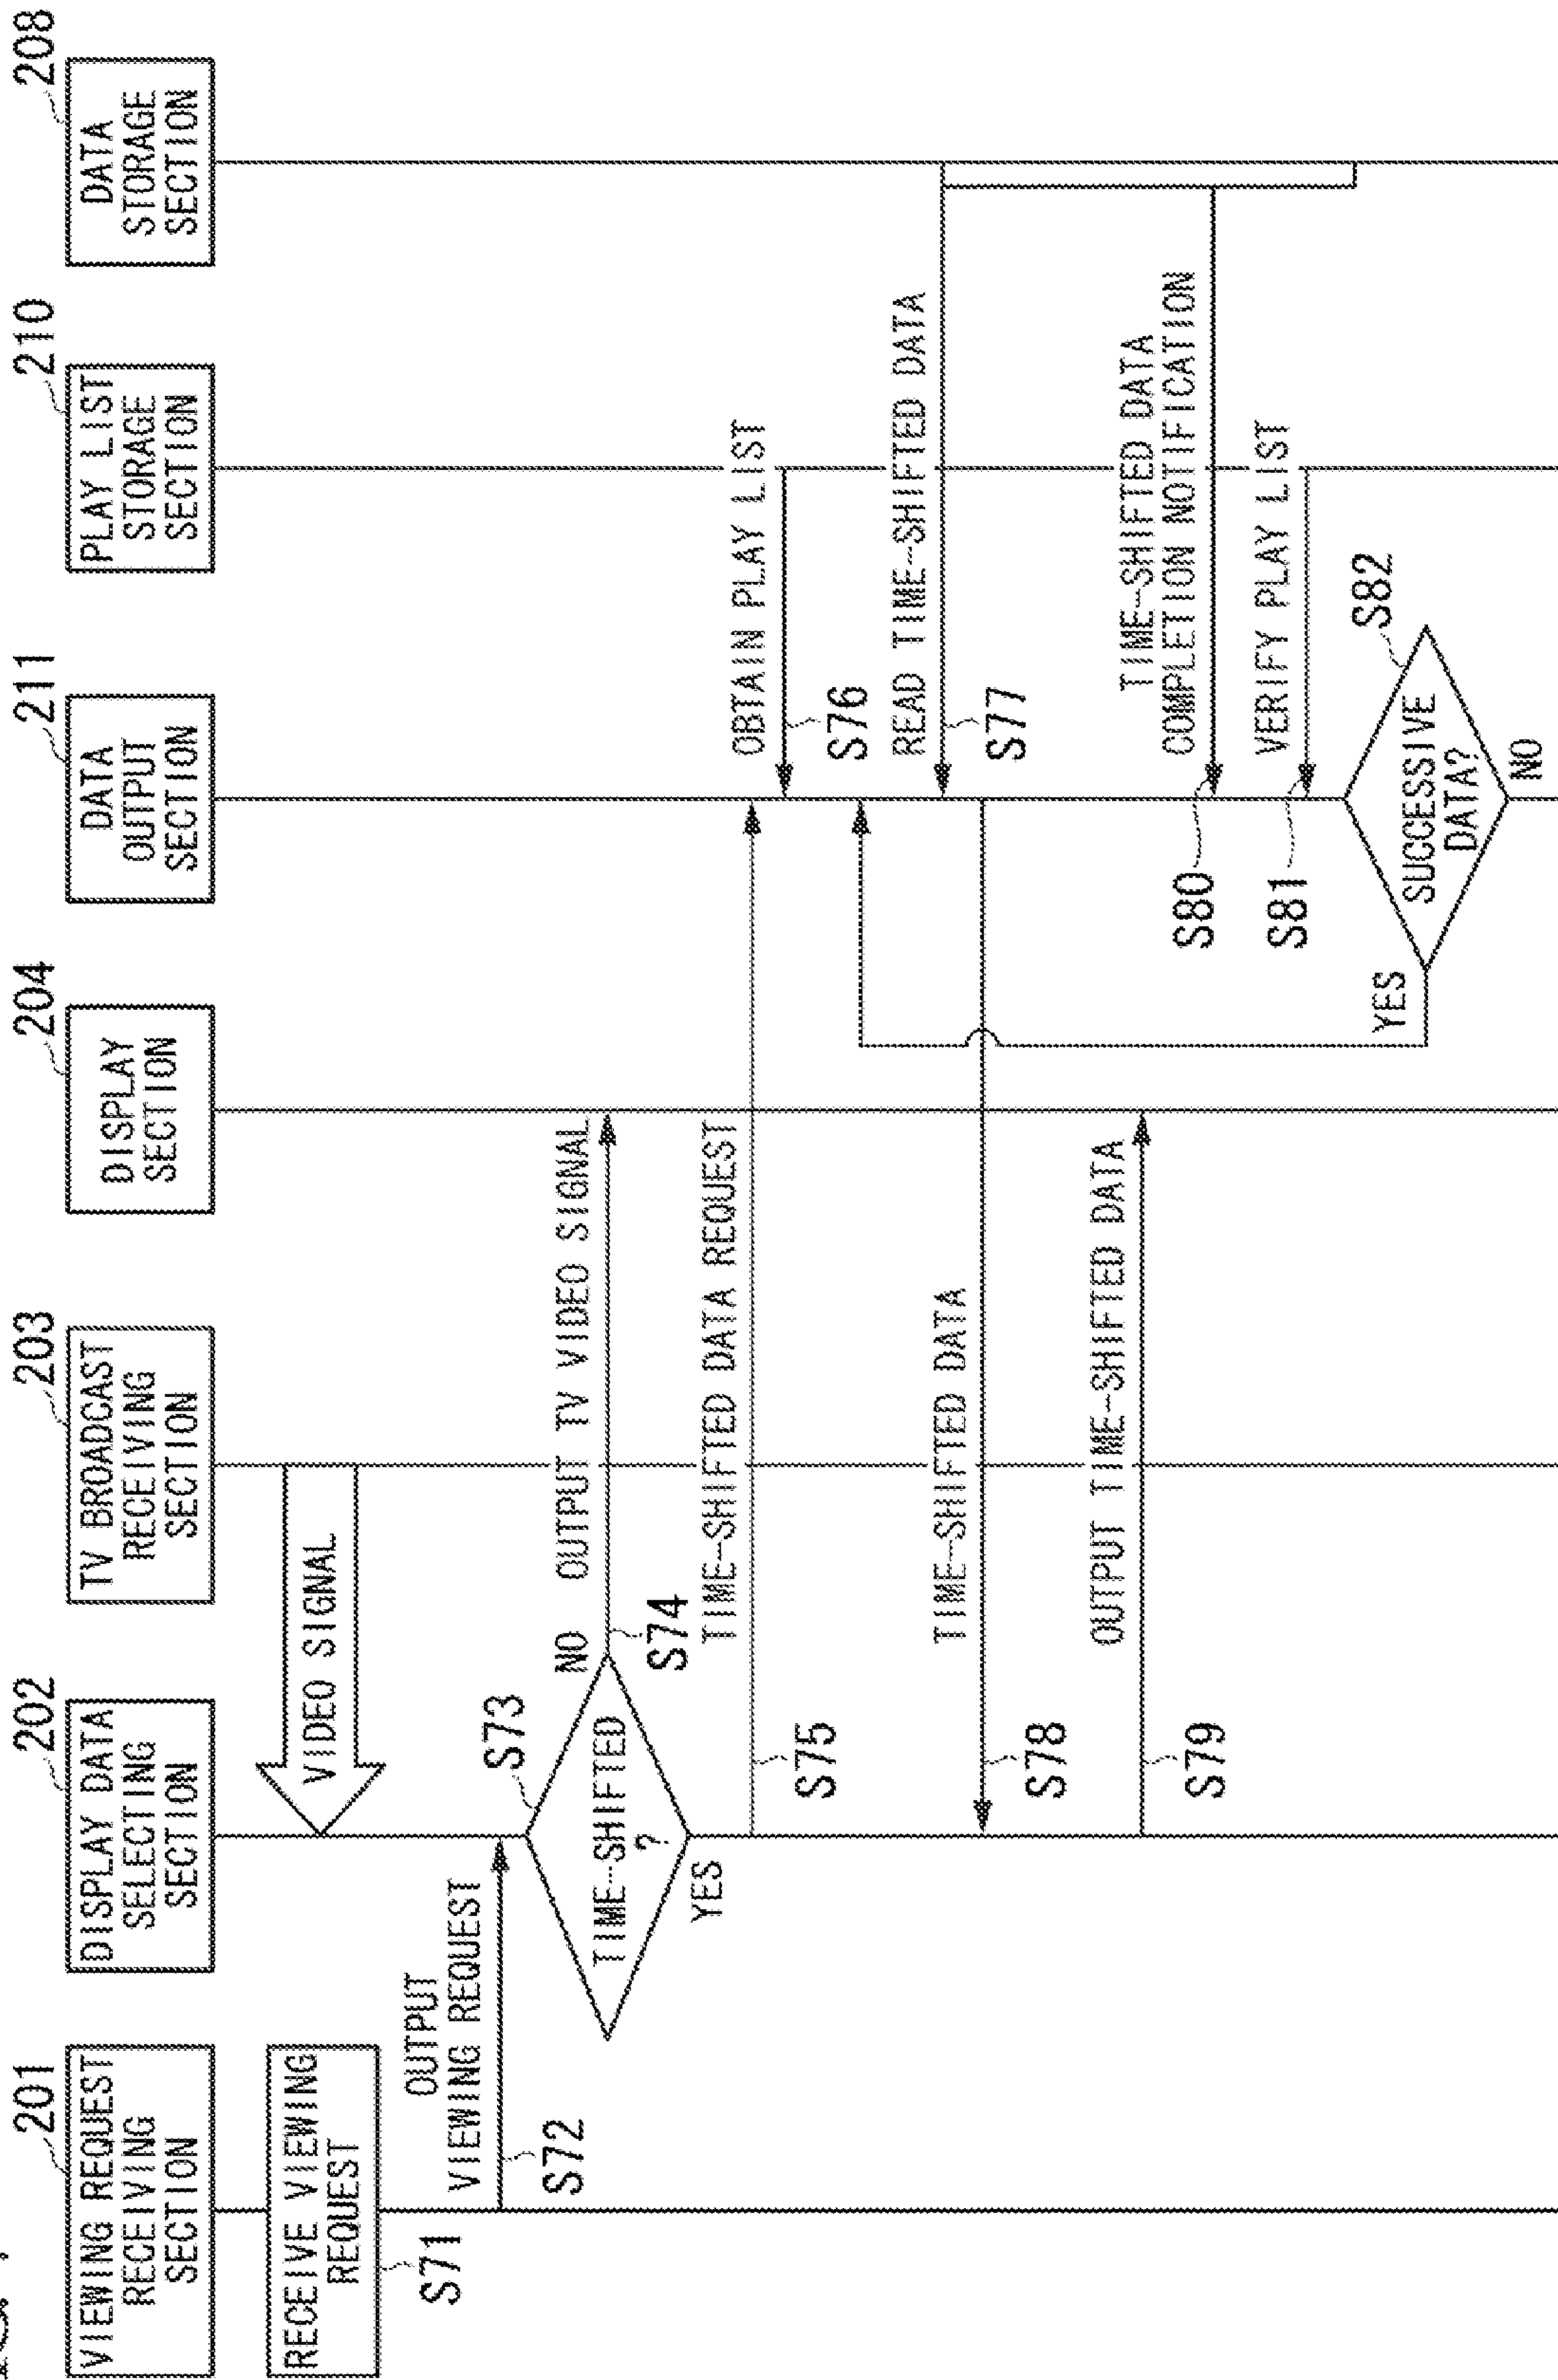 201
VIEWING REQUEST
RECEIVING
SECTION
202
DISPLAY DATA
SELECTING
SECTION
203
TV BROADCAST
RECEIVING
SECTION
204
DISPLAY
SECTION
211
DATA
OUTPUT
SECTION
210
PLAY LIST
STORAGE
SECTION
208
DATA
STORAGE
SECTION
RECEIVE VIEWING
REQUEST
S71
VIDEO SIGNAL
OUTPUT
VIEWING REQUEST
S72
S73
TIME-SHIFTED
?
NO
YES
OUTPUT TV VIDEO SIGNAL
S74
TIME-SHIFTED DATA REQUEST
S75
OBTAIN PLAY LIST
S76
READ TIME-SHIFTED DATA
S77
TIME-SHIFTED DATA
S78
OUTPUT TIME-SHIFTED DATA
S79
TIME-SHIFTED DATA
COMPLETION NOTIFICATION
S80
VERIFY PLAY LIST
S81
S82
SUCCESSIVE
DATA?
YES
NO